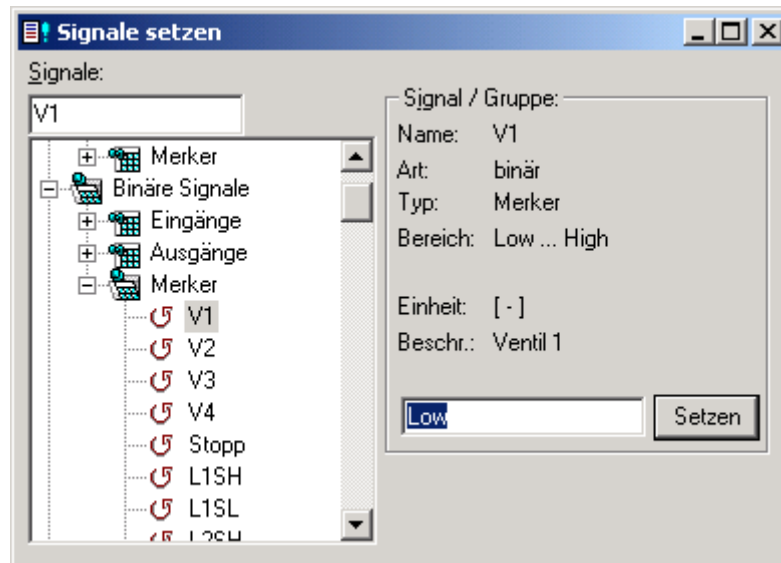 Signale setzen
Signale:
V1
Merker
Binäre Signale
Eingänge
Ausgänge
Merker
V1
V2
V3
V4
Stopp
L1SH
L1SL
L2SH
Signal / Gruppe:
Name: V1
Art: binär
Typ: Merker
Bereich: Low ... High
Einheit: [ - ]
Beschr.: Ventil 1
Low
Setzen